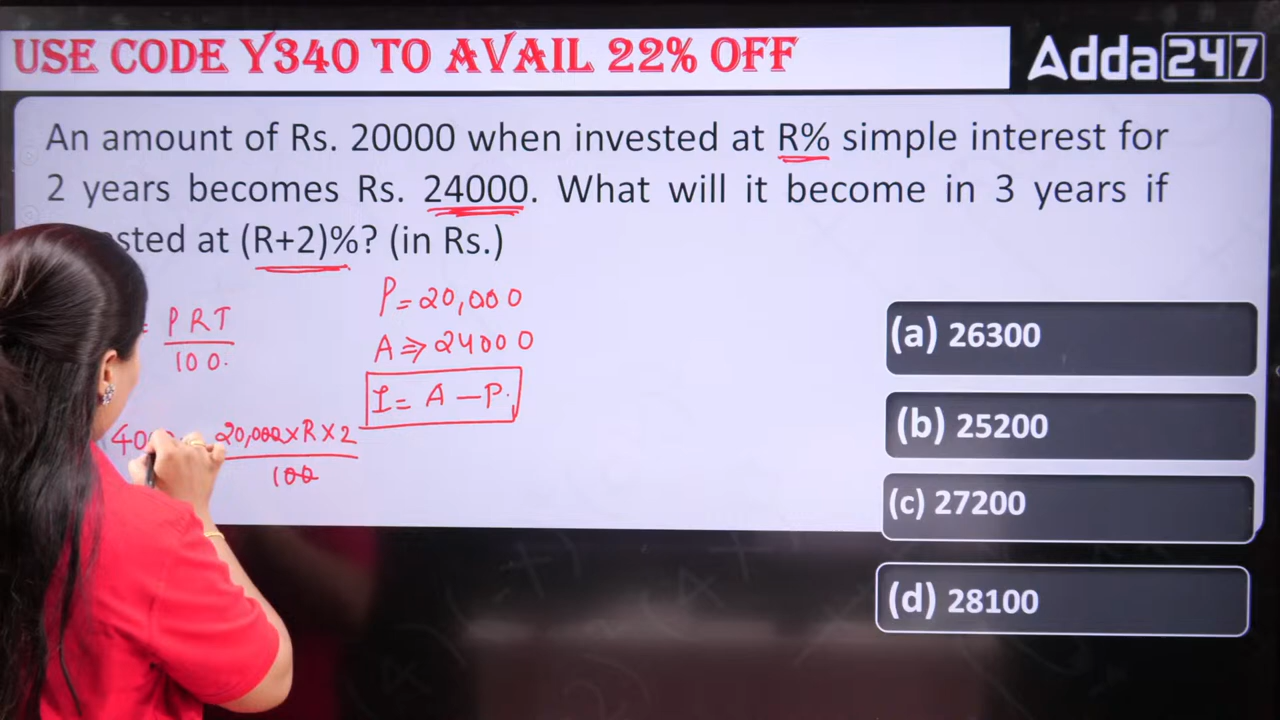 USE CODE Y340 TO AVAIL 22% OFF
Adda247
An amount of Rs. 20000 when invested at R% simple interest for
2 years becomes Rs. 24000. What will it become in 3 years if
sted at (R+2)%? (in Rs.)
P = 20,000
= PRT
100.
A ⇒ 24000
I = A - P.
20,000 × R × 2
100
(a) 26300
(b) 25200
(c) 27200
(d) 28100